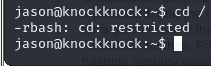 jason@knockknock:~$ cd /
-rbash: cd: restricted
jason@knockknock:~$